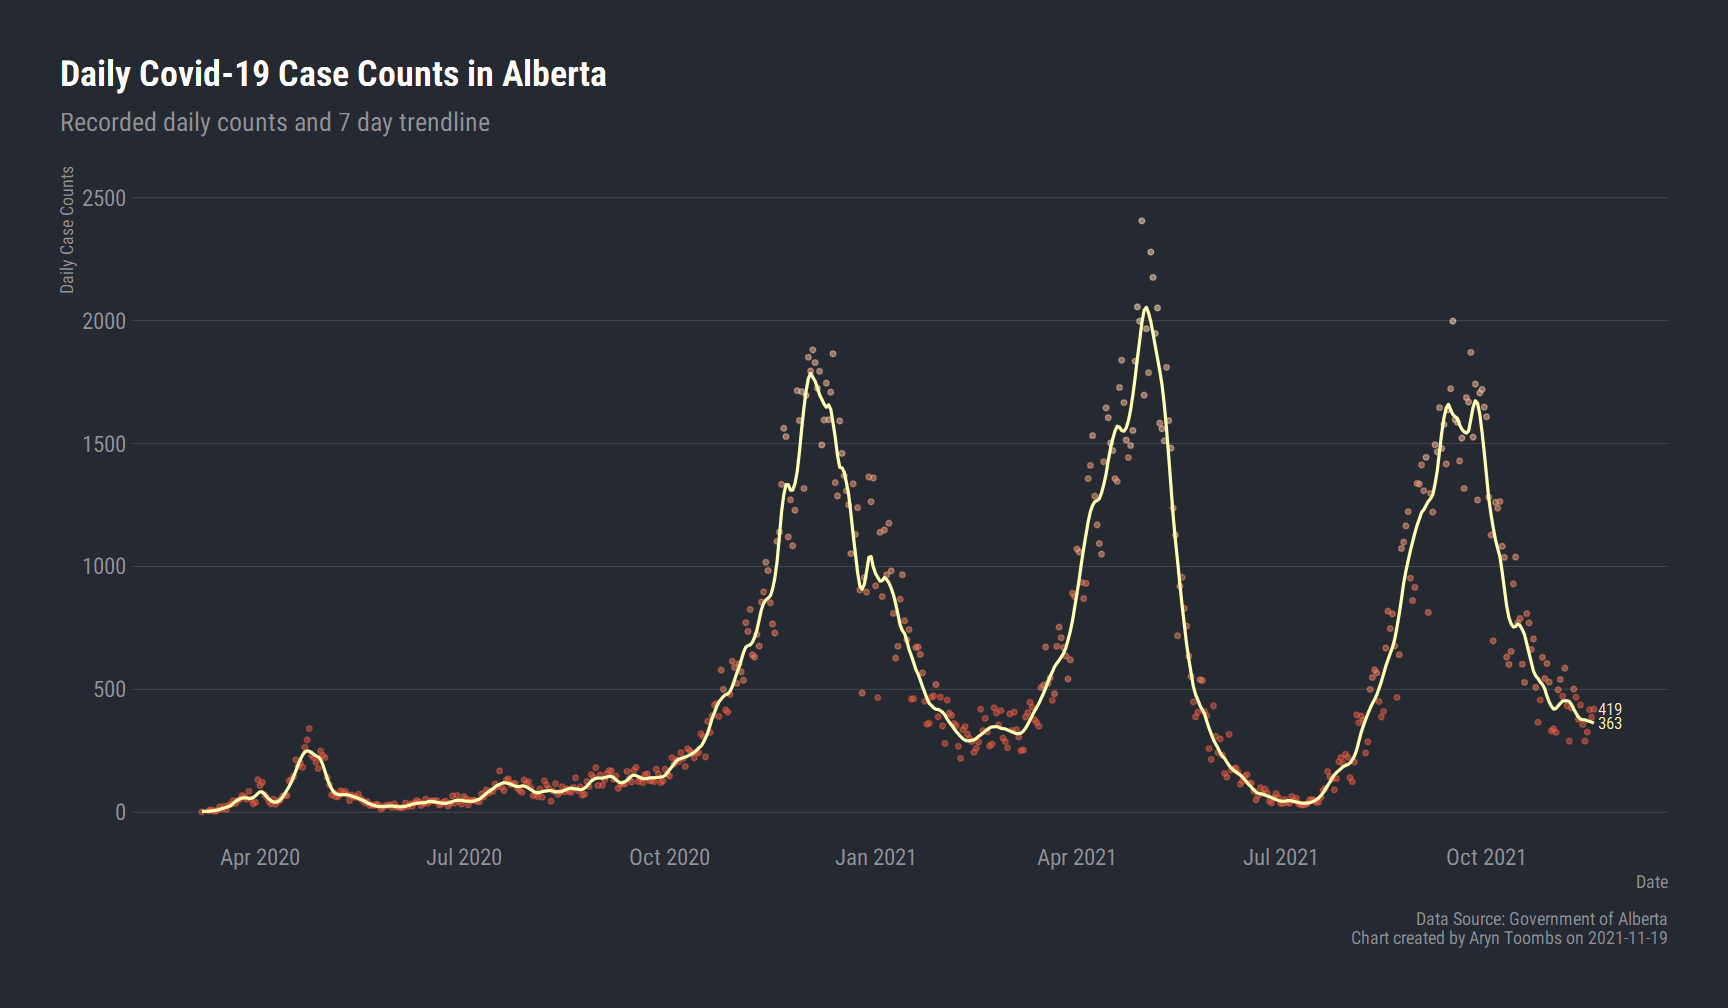 Daily Covid-19 Case Counts in Alberta
Recorded daily counts and 7 day trendline
Daily Case Counts
2500
2000
1500
1000
500
0
419
363
Apr 2020
Jul 2020
Oct 2020
Jan 2021
Apr 2021
Jul 2021
Oct 2021
Date
Data Source: Government of Alberta
Chart created by Aryn Toombs on 2021-11-19